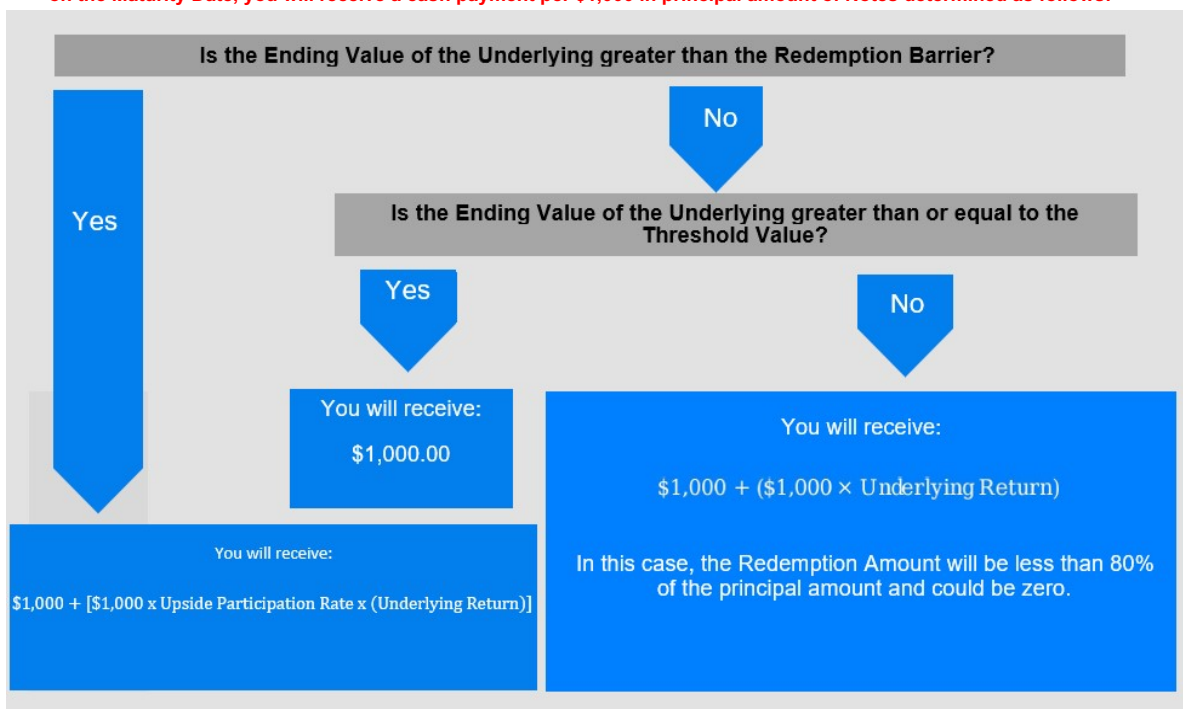 Is the Ending Value of the Underlying greater than the Redemption Barrier?
No
Yes
Is the Ending Value of the Underlying greater than or equal to the
Threshold Value?
Yes
No
You will receive:
$1,000.00
You will receive:
$1,000 + ($1,000 × Underlying Return)
In this case, the Redemption Amount will be less than 80%
of the principal amount and could be zero.
You will receive:
$1,000 + [$1,000 x Upside Participation Rate x (Underlying Return)]